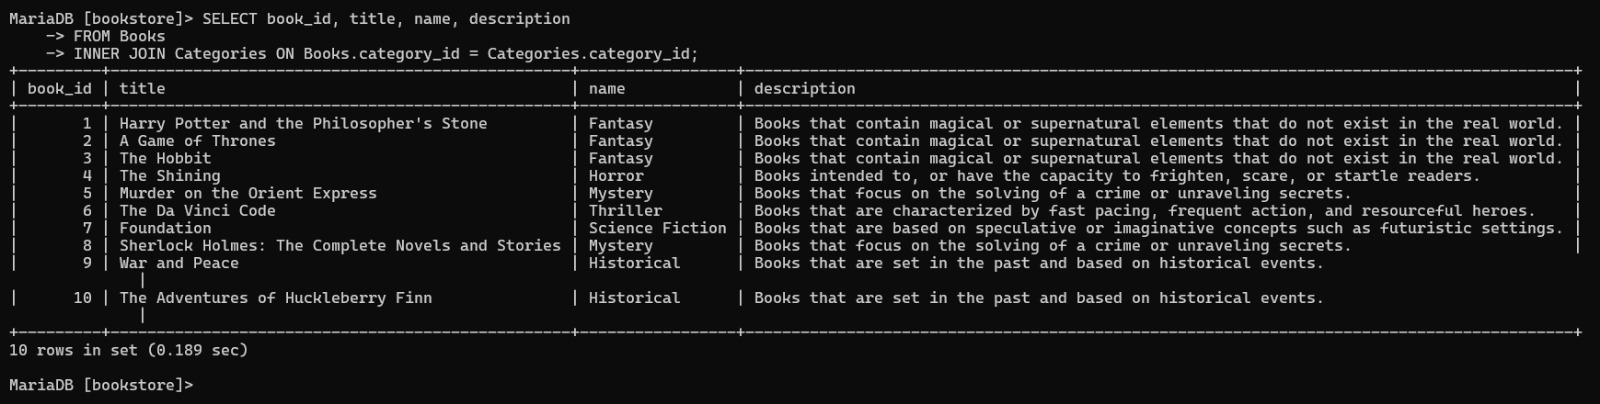 MariaDB [bookstore]> SELECT book_id, title, name, description
    -> FROM Books
    -> INNER JOIN Categories ON Books.category_id = Categories.category_id;
+---------+--------------------------------------------------+-----------------+------------------------------------------------------------------------------------------+
| book_id | title                                            | name            | description                                                                              |
+---------+--------------------------------------------------+-----------------+------------------------------------------------------------------------------------------+
|       1 | Harry Potter and the Philosopher's Stone         | Fantasy         | Books that contain magical or supernatural elements that do not exist in the real world. |
|       2 | A Game of Thrones                                | Fantasy         | Books that contain magical or supernatural elements that do not exist in the real world. |
|       3 | The Hobbit                                       | Fantasy         | Books that contain magical or supernatural elements that do not exist in the real world. |
|       4 | The Shining                                      | Horror          | Books intended to, or have the capacity to frighten, scare, or startle readers.          |
|       5 | Murder on the Orient Express                     | Mystery         | Books that focus on the solving of a crime or unraveling secrets.                        |
|       6 | The Da Vinci Code                                | Thriller        | Books that are characterized by fast pacing, frequent action, and resourceful heroes.    |
|       7 | Foundation                                       | Science Fiction | Books that are based on speculative or imaginative concepts such as futuristic settings. |
|       8 | Sherlock Holmes: The Complete Novels and Stories | Mystery         | Books that focus on the solving of a crime or unraveling secrets.                        |
|       9 | War and Peace                                    | Historical      | Books that are set in the past and based on historical events.
              |
|      10 | The Adventures of Huckleberry Finn               | Historical      | Books that are set in the past and based on historical events.
              |
+---------+--------------------------------------------------+-----------------+------------------------------------------------------------------------------------------+
10 rows in set (0.189 sec)

MariaDB [bookstore]>